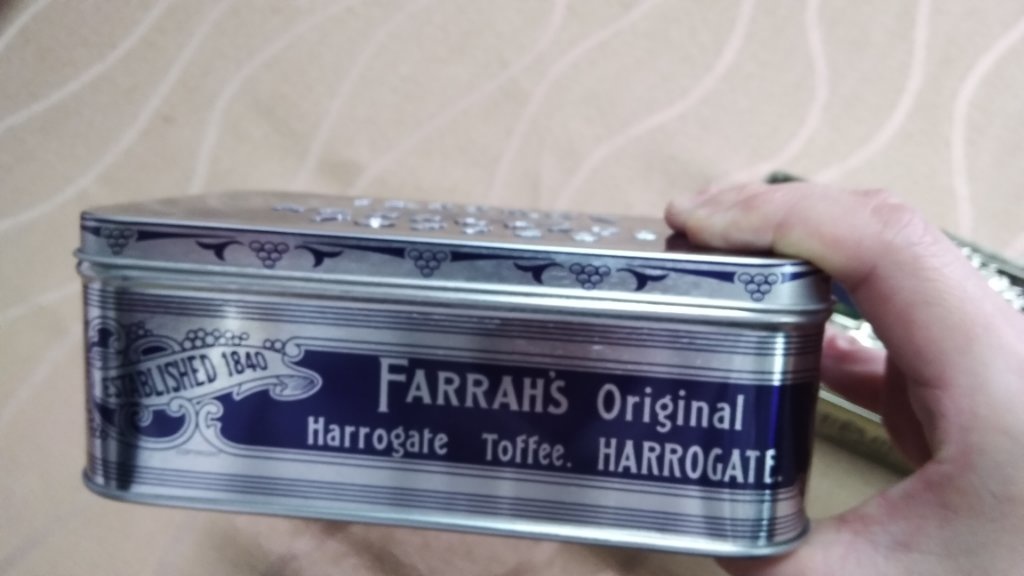 ESTABLISHED 1840
FARRAH'S Original
Harrogate Toffee. HARROGATE.